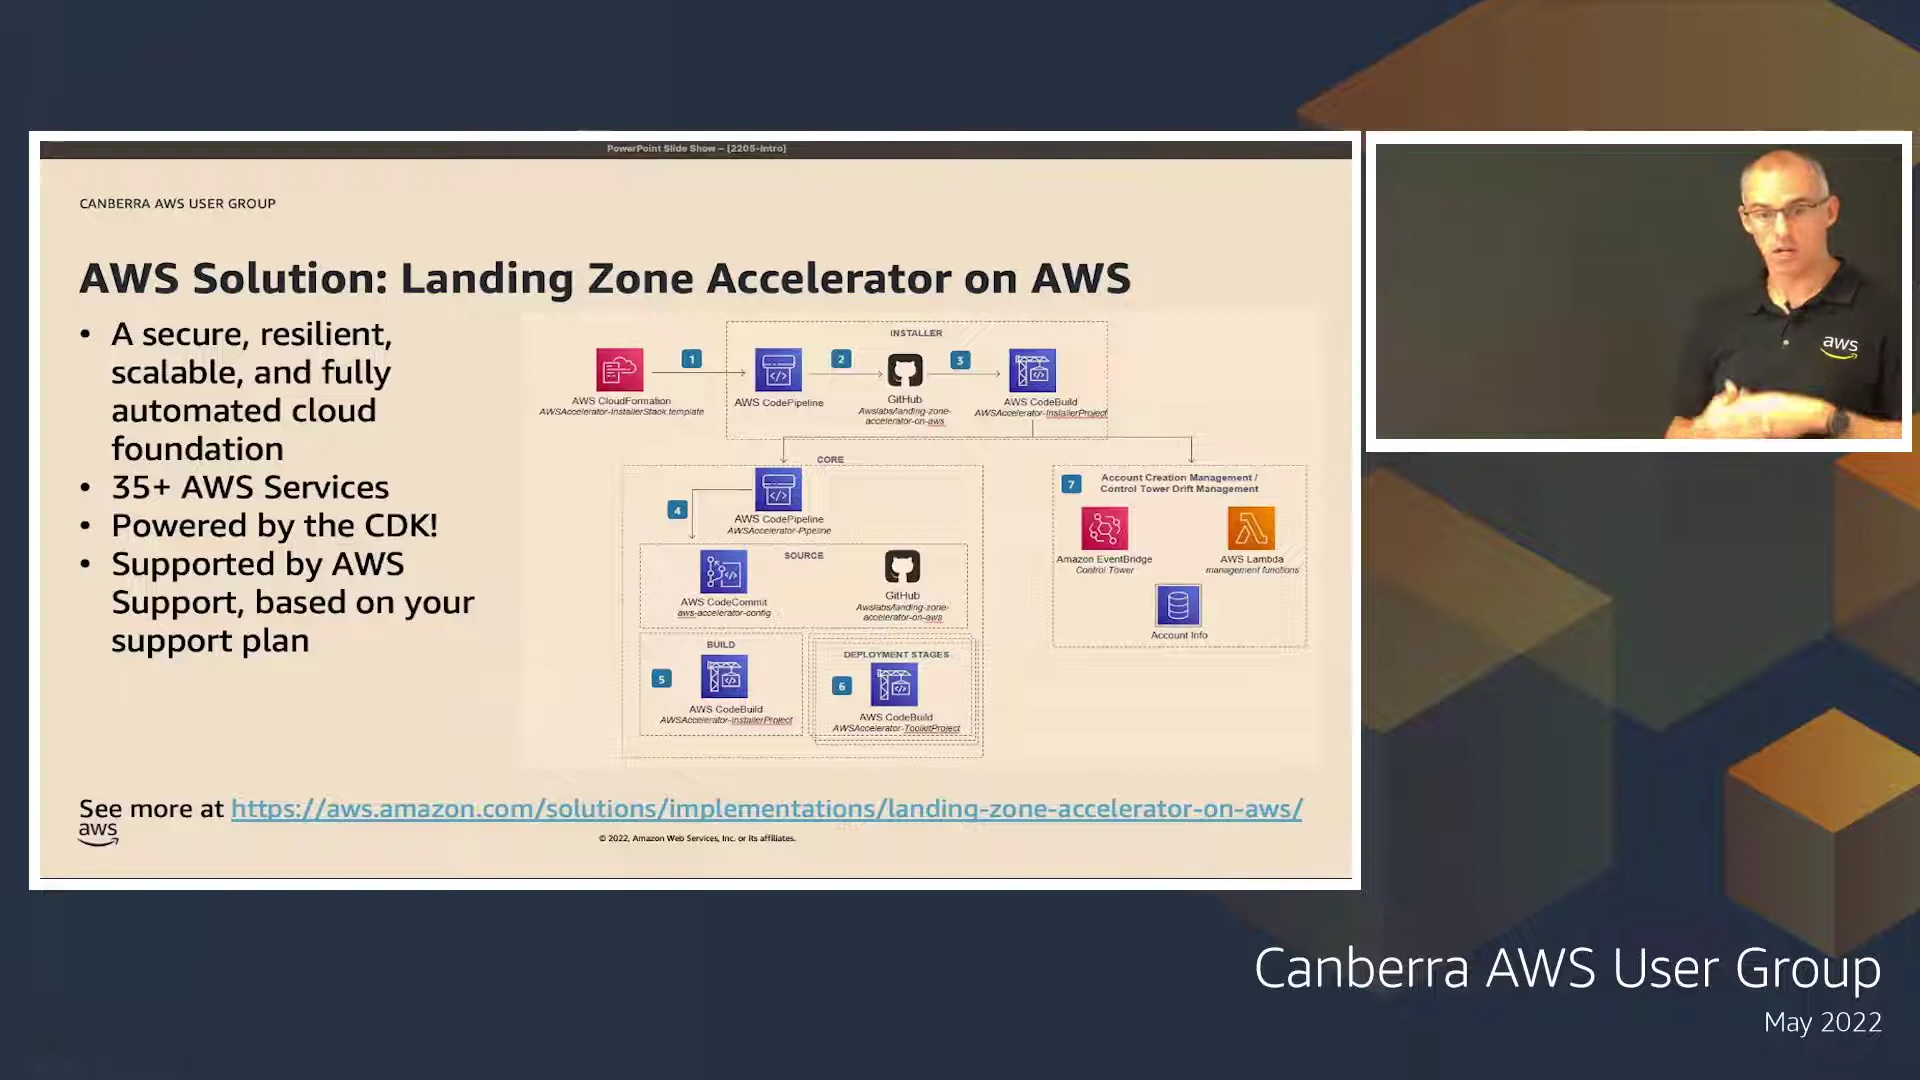 PowerPoint Slide Show – [2205-Intro]
CANBERRA AWS USER GROUP
AWS Solution: Landing Zone Accelerator on AWS
• A secure, resilient,
scalable, and fully
automated cloud
foundation
• 35+ AWS Services
• Powered by the CDK!
• Supported by AWS
Support, based on your
support plan
INSTALLER
1
2
3
AWS CloudFormation
AWSAccelerator-InstallerStack.template
AWS CodePipeline
GitHub
Awslabs/landing-zone-
accelerator-on-aws
AWS CodeBuild
AWSAccelerator-InstallerProject
CORE
4
AWS CodePipeline
AWSAccelerator-Pipeline
SOURCE
AWS CodeCommit
aws-accelerator-config
GitHub
Awslabs/landing-zone-
accelerator-on-aws
BUILD
5
AWS CodeBuild
AWSAccelerator-InstallerProject
DEPLOYMENT STAGES
6
AWS CodeBuild
AWSAccelerator-ToolkitProject
7
Account Creation Management /
Control Tower Drift Management
Amazon EventBridge
Control Tower
AWS Lambda
management functions
Account Info
See more at https://aws.amazon.com/solutions/implementations/landing-zone-accelerator-on-aws/
aws
© 2022, Amazon Web Services, Inc. or its affiliates.
aws
Canberra AWS User Group
May 2022